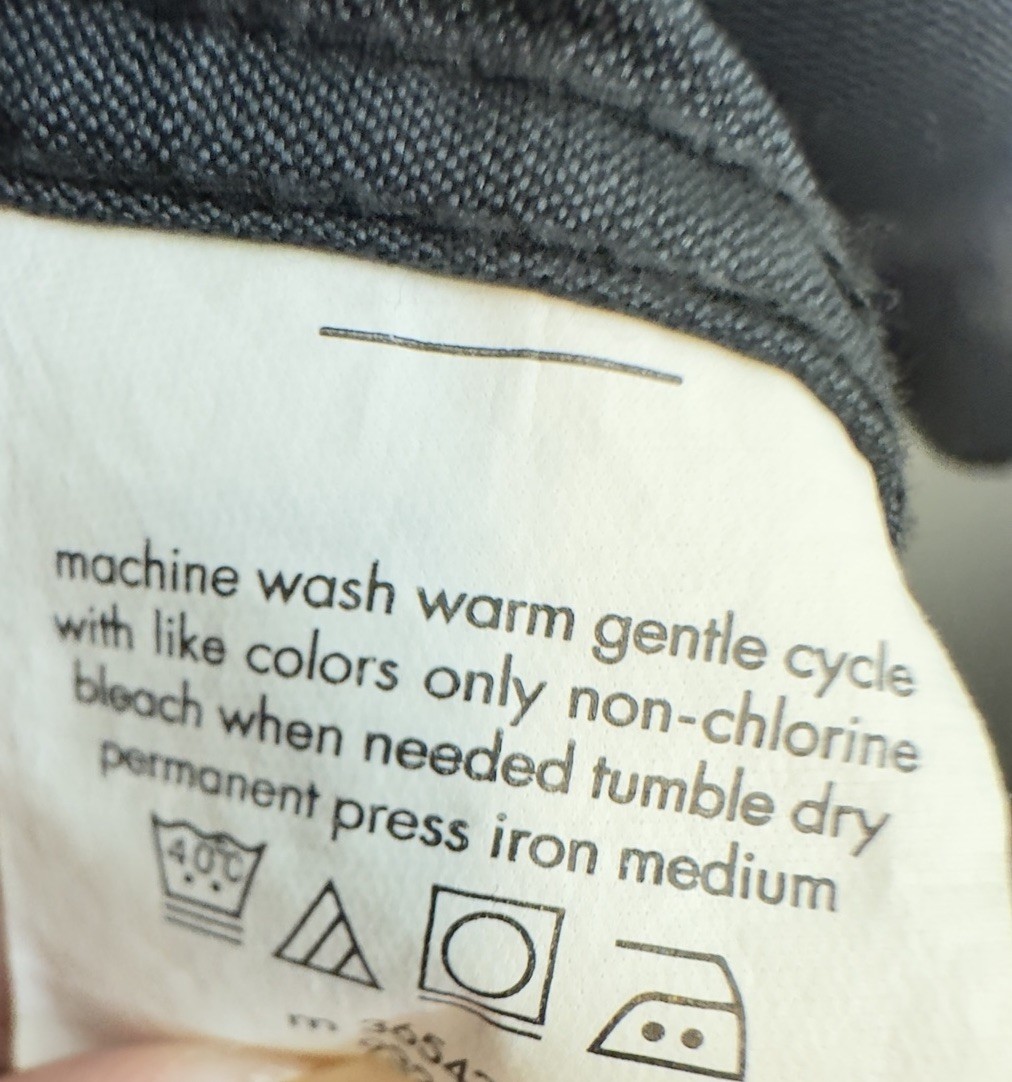 machine wash warm gentle cycle
with like colors only non-chlorine
bleach when needed tumble dry
permanent press iron medium
40°C